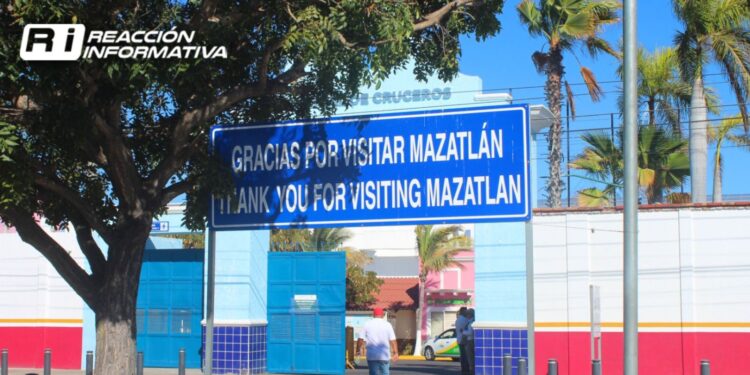 Ri REACCIÓN
INFORMATIVA
DE CRUCEROS
GRACIAS POR VISITAR MAZATLÁN
THANK YOU FOR VISITING MAZATLAN